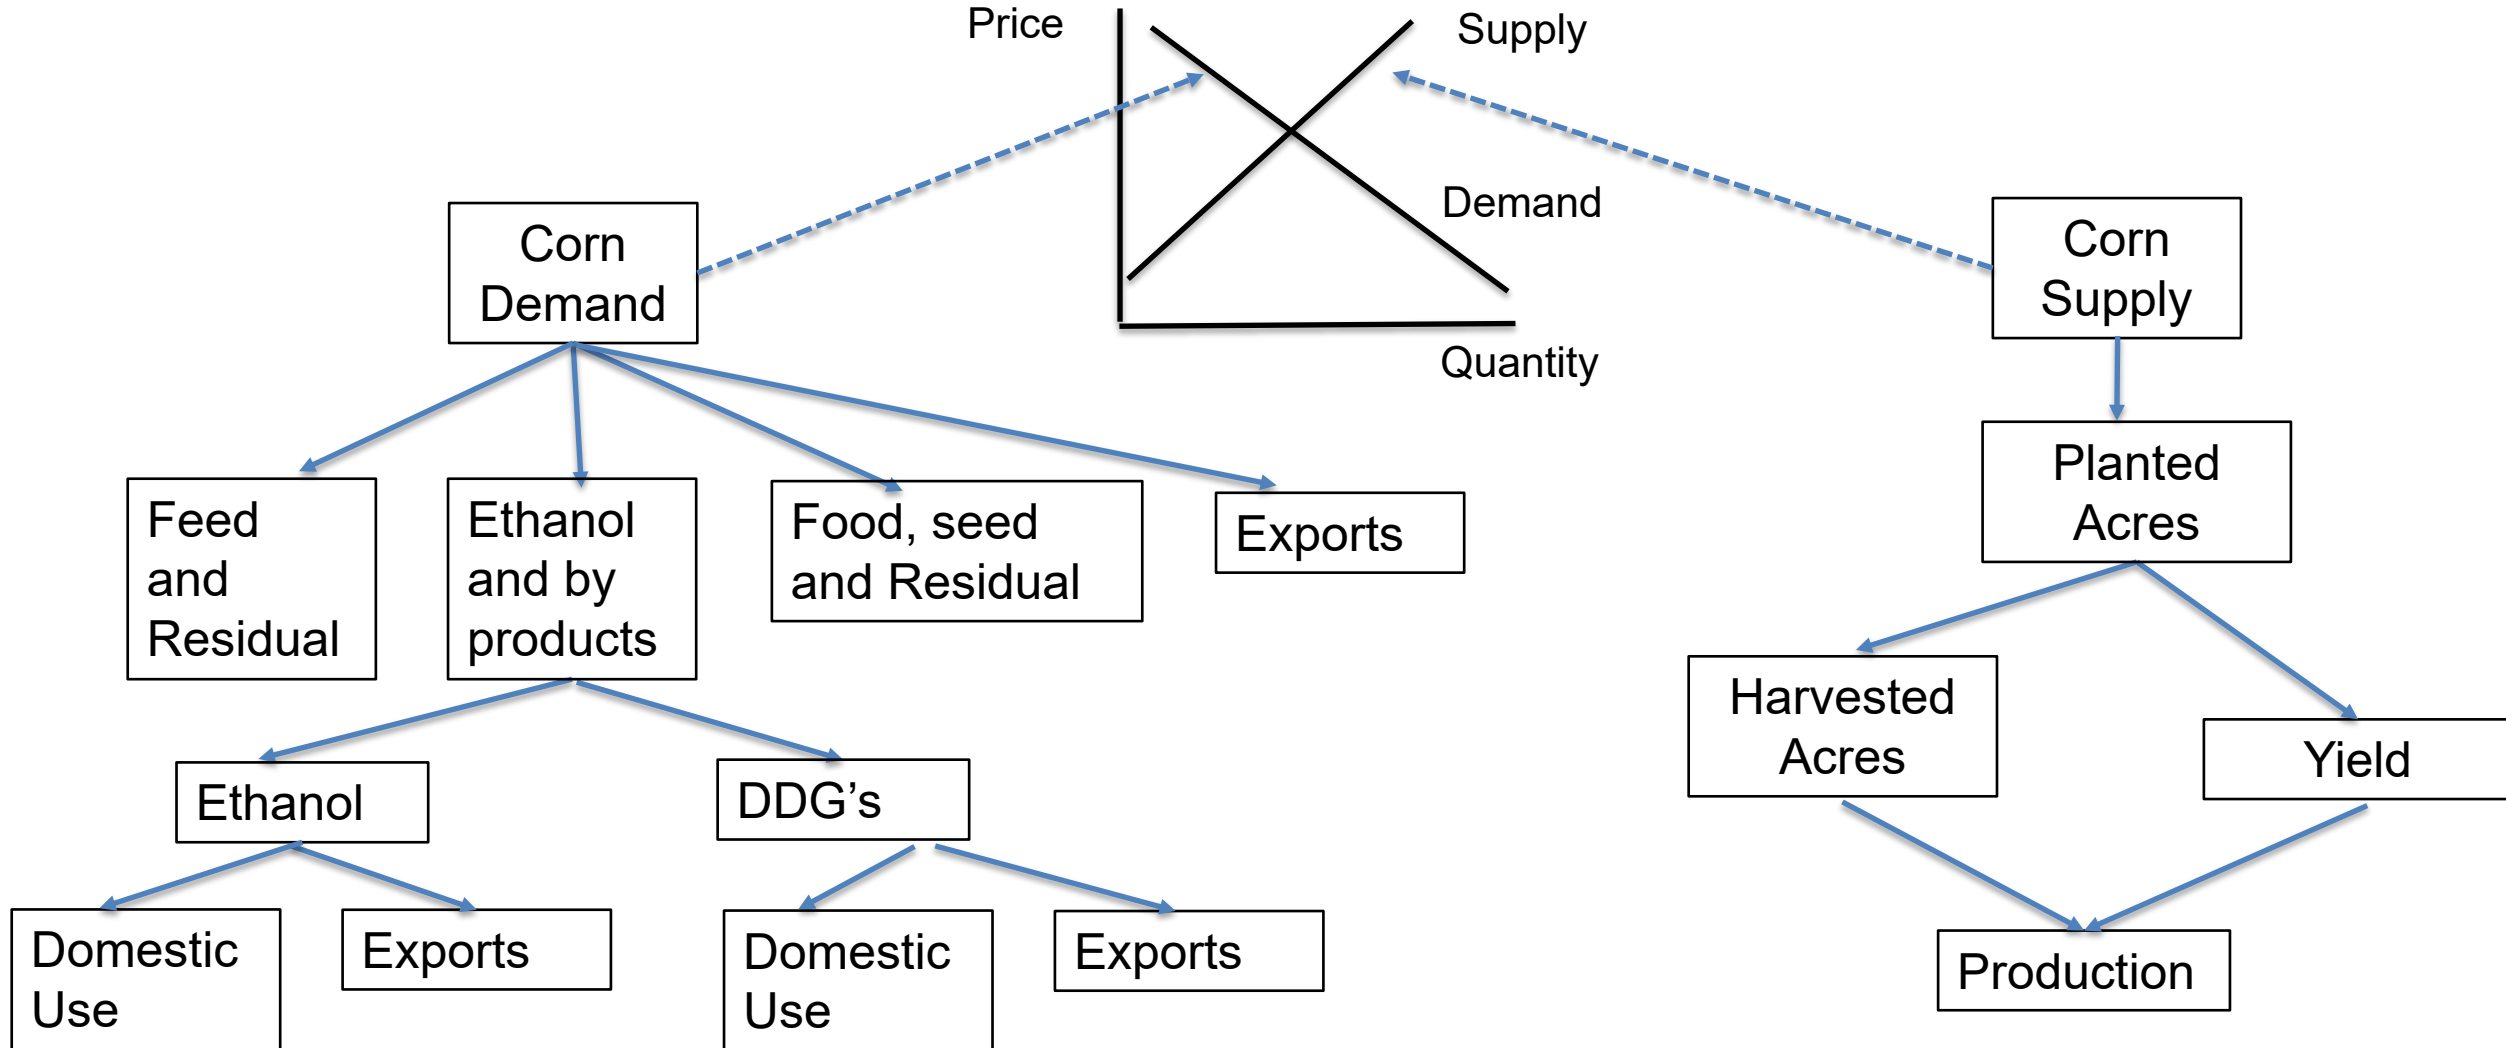 Price
Supply
Demand
Quantity
Corn
Demand
Corn
Supply
Feed
and
Residual
Ethanol
and by
products
Food, seed
and Residual
Exports
Planted
Acres
Harvested
Acres
Yield
Ethanol
DDG’s
Domestic
Use
Exports
Domestic
Use
Exports
Production